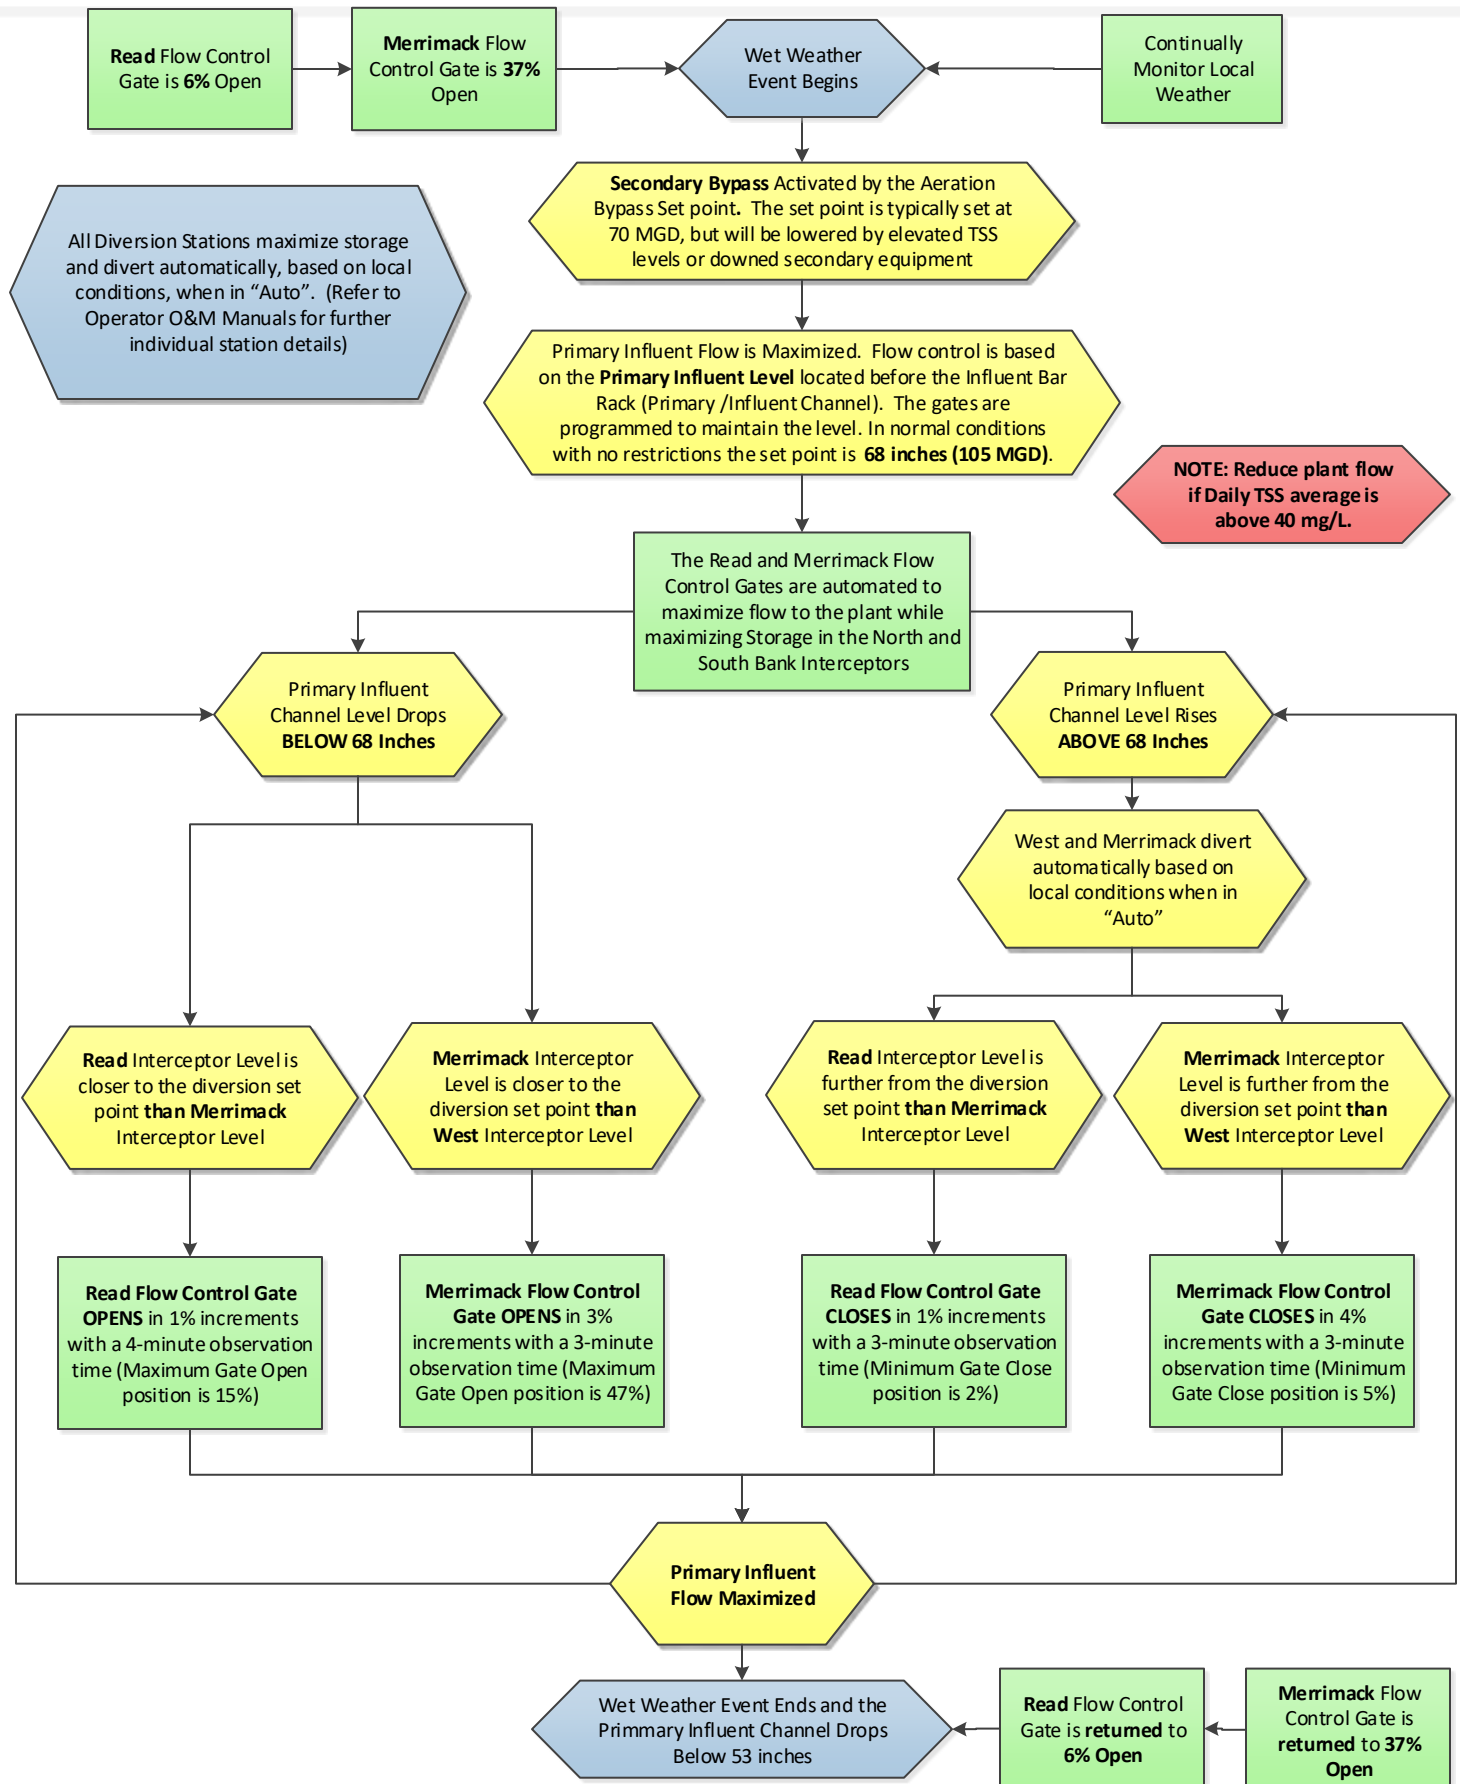 Read Flow Control
Gate is 6% Open
Merrimack Flow
Control Gate is 37%
Open
Wet Weather
Event Begins
Continually
Monitor Local
Weather
Secondary Bypass Activated by the Aeration
Bypass Set point. The set point is typically set at
70 MGD, but will be lowered by elevated TSS
levels or downed secondary equipment
All Diversion Stations maximize storage
and divert automatically, based on local
conditions, when in “Auto”. (Refer to
Operator O&M Manuals for further
individual station details)
Primary Influent Flow is Maximized. Flow control is based
on the Primary Influent Level located before the Influent Bar
Rack (Primary /Influent Channel). The gates are
programmed to maintain the level. In normal conditions
with no restrictions the set point is 68 inches (105 MGD).
NOTE: Reduce plant flow
if Daily TSS average is
above 40 mg/L.
The Read and Merrimack Flow
Control Gates are automated to
maximize flow to the plant while
maximizing Storage in the North and
South Bank Interceptors
Primary Influent
Channel Level Drops
BELOW 68 Inches
Primary Influent
Channel Level Rises
ABOVE 68 Inches
West and Merrimack divert
automatically based on
local conditions when in
“Auto”
Read Interceptor Level is
closer to the diversion set
point than Merrimack
Interceptor Level
Merrimack Interceptor
Level is closer to the
diversion set point than
West Interceptor Level
Read Interceptor Level is
further from the diversion
set point than Merrimack
Interceptor Level
Merrimack Interceptor
Level is further from the
diversion set point than
West Interceptor Level
Read Flow Control Gate
OPENS in 1% increments
with a 4-minute observation
time (Maximum Gate Open
position is 15%)
Merrimack Flow Control
Gate OPENS in 3%
increments with a 3-minute
observation time (Maximum
Gate Open position is 47%)
Read Flow Control Gate
CLOSES in 1% increments
with a 3-minute observation
time (Minimum Gate Close
position is 2%)
Merrimack Flow Control
Gate CLOSES in 4%
increments with a 3-minute
observation time (Minimum
Gate Close position is 5%)
Primary Influent
Flow Maximized
Wet Weather Event Ends and the
Primmary Influent Channel Drops
Below 53 inches
Read Flow Control
Gate is returned to
6% Open
Merrimack Flow
Control Gate is
returned to 37%
Open